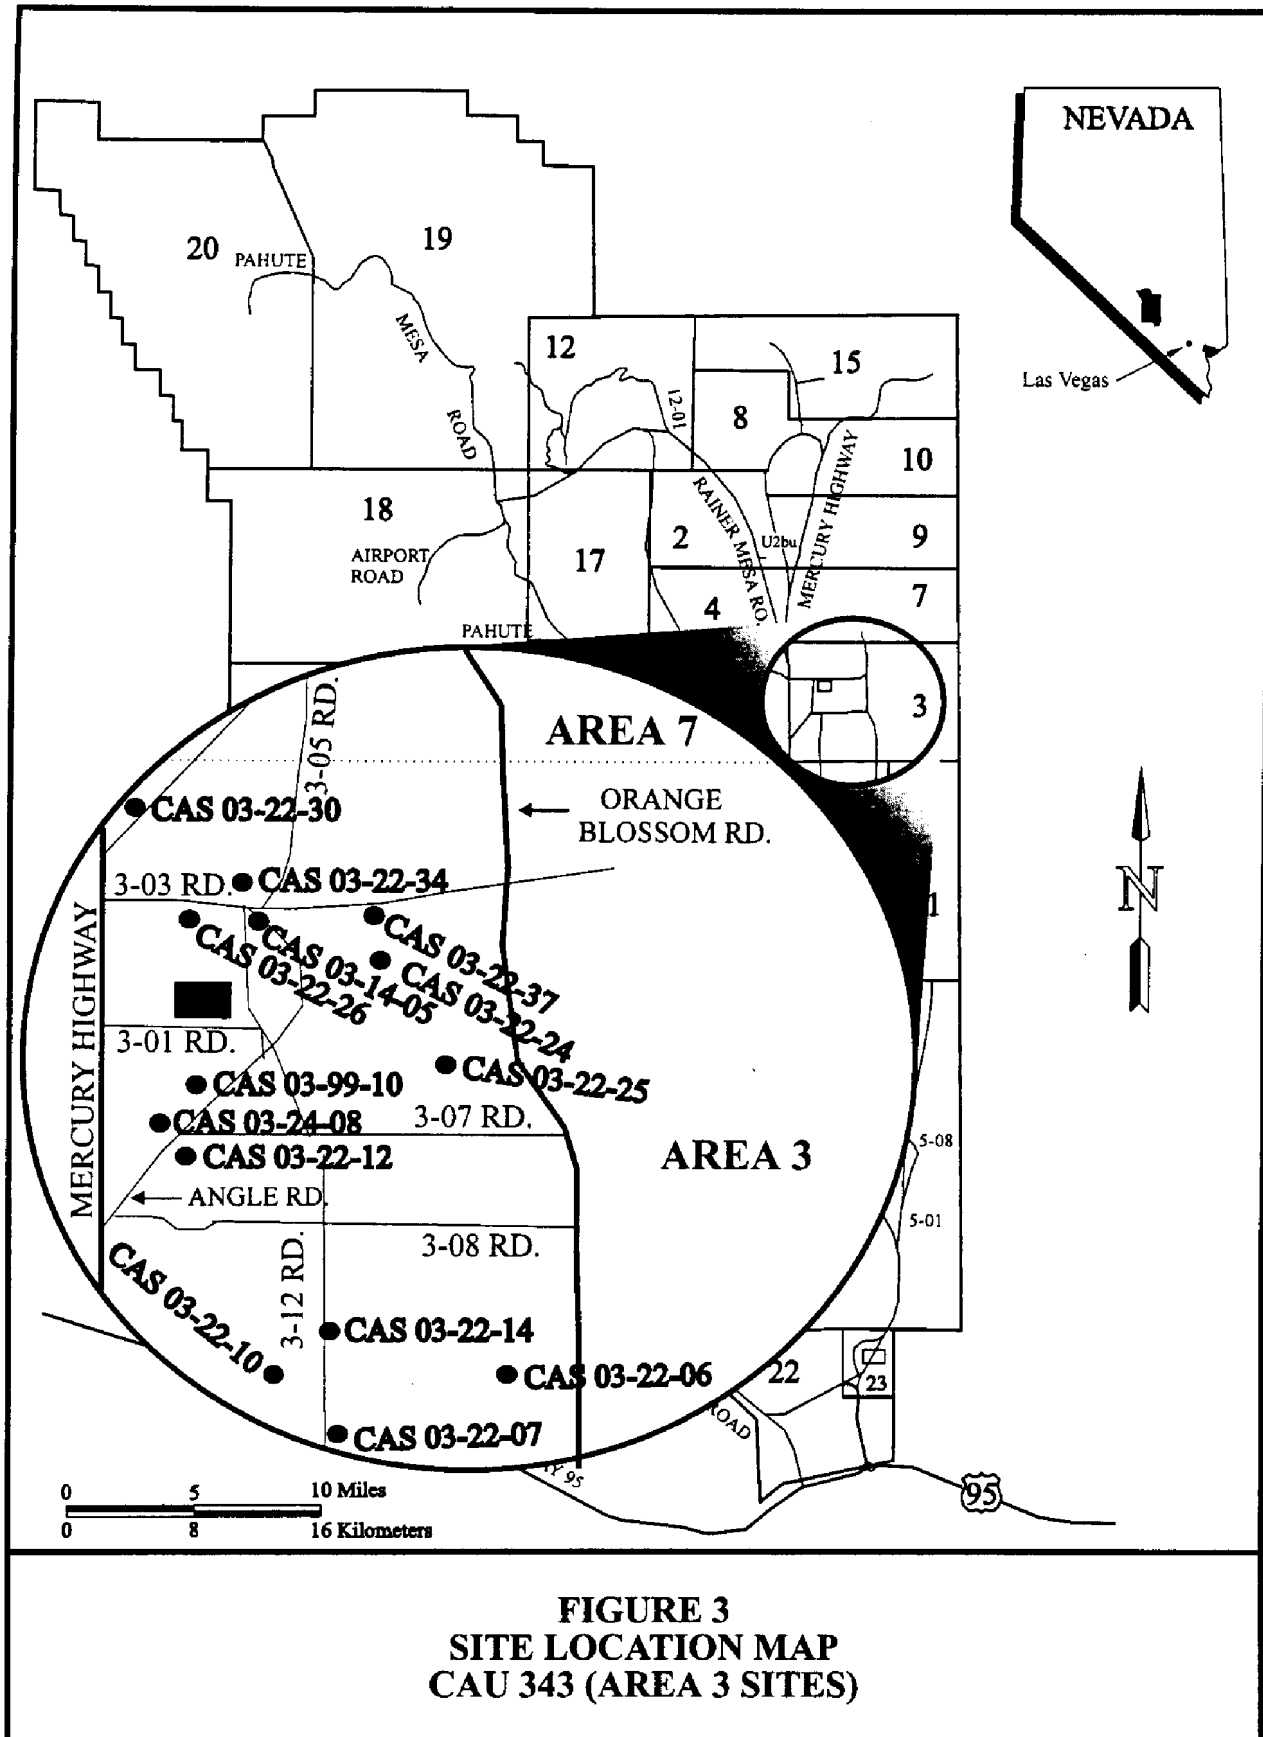 NEVADA
Las Vegas
20
PAHUTE
19
MESA
ROAD
12
12-01
15
8
10
MERCURY HIGHWAY
RAINER MESA RO.
18
AIRPORT
ROAD
17
2
U2bu
9
4
7
PAHUTE
3
AREA 7
3-05 RD.
ORANGE
BLOSSOM RD.
CAS 03-22-30
3-03 RD.
CAS 03-22-34
CAS 03-22-26
CAS 03-14-05
CAS 03-22-37
CAS 03-22-24
MERCURY HIGHWAY
3-01 RD.
CAS 03-22-25
CAS 03-99-10
CAS 03-24-08
3-07 RD.
CAS 03-22-12
AREA 3
ANGLE RD.
3-08 RD.
3-12 RD.
CAS 03-22-10
CAS 03-22-14
CAS 03-22-06
CAS 03-22-07
1
N
5-08
5-01
22
23
ROAD
95
95
0 5 10 Miles
0 8 16 Kilometers
FIGURE 3
SITE LOCATION MAP
CAU 343 (AREA 3 SITES)